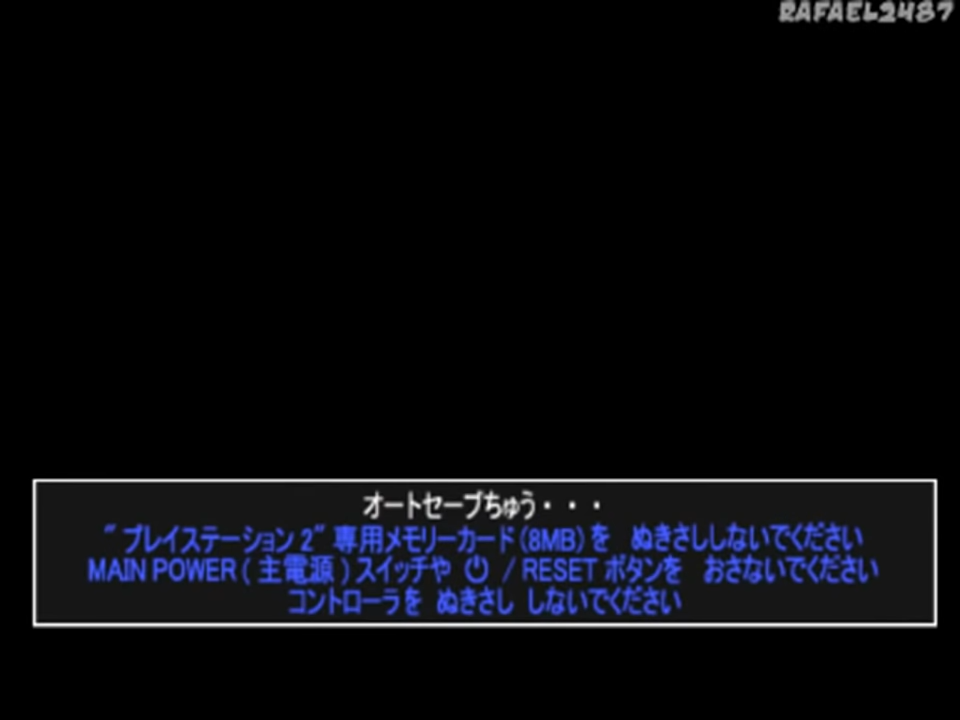 RAFAEL2487
オートセーブちゅう・・・
"プレイステーション 2" 専用メモリーカード (8MB) を ぬきさししないでください
MAIN POWER ( 主電源 ) スイッチや ⏻ / RESET ボタンを おさないでください
コントローラを ぬきさし しないでください